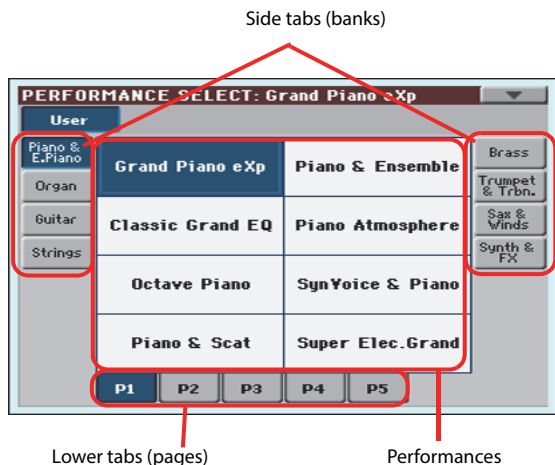 Side tabs (banks)
PERFORMANCE SELECT: Grand Piano eXp
User
Piano &
E.Piano
Organ
Guitar
Strings
Grand Piano eXp
Piano & Ensemble
Classic Grand EQ
Piano Atmosphere
Octave Piano
SynVoice & Piano
Piano & Scat
Super Elec.Grand
Brass
Trumpet
& Trbn.
Sax &
Winds
Synth &
FX
P1 P2 P3 P4 P5
Lower tabs (pages)
Performances